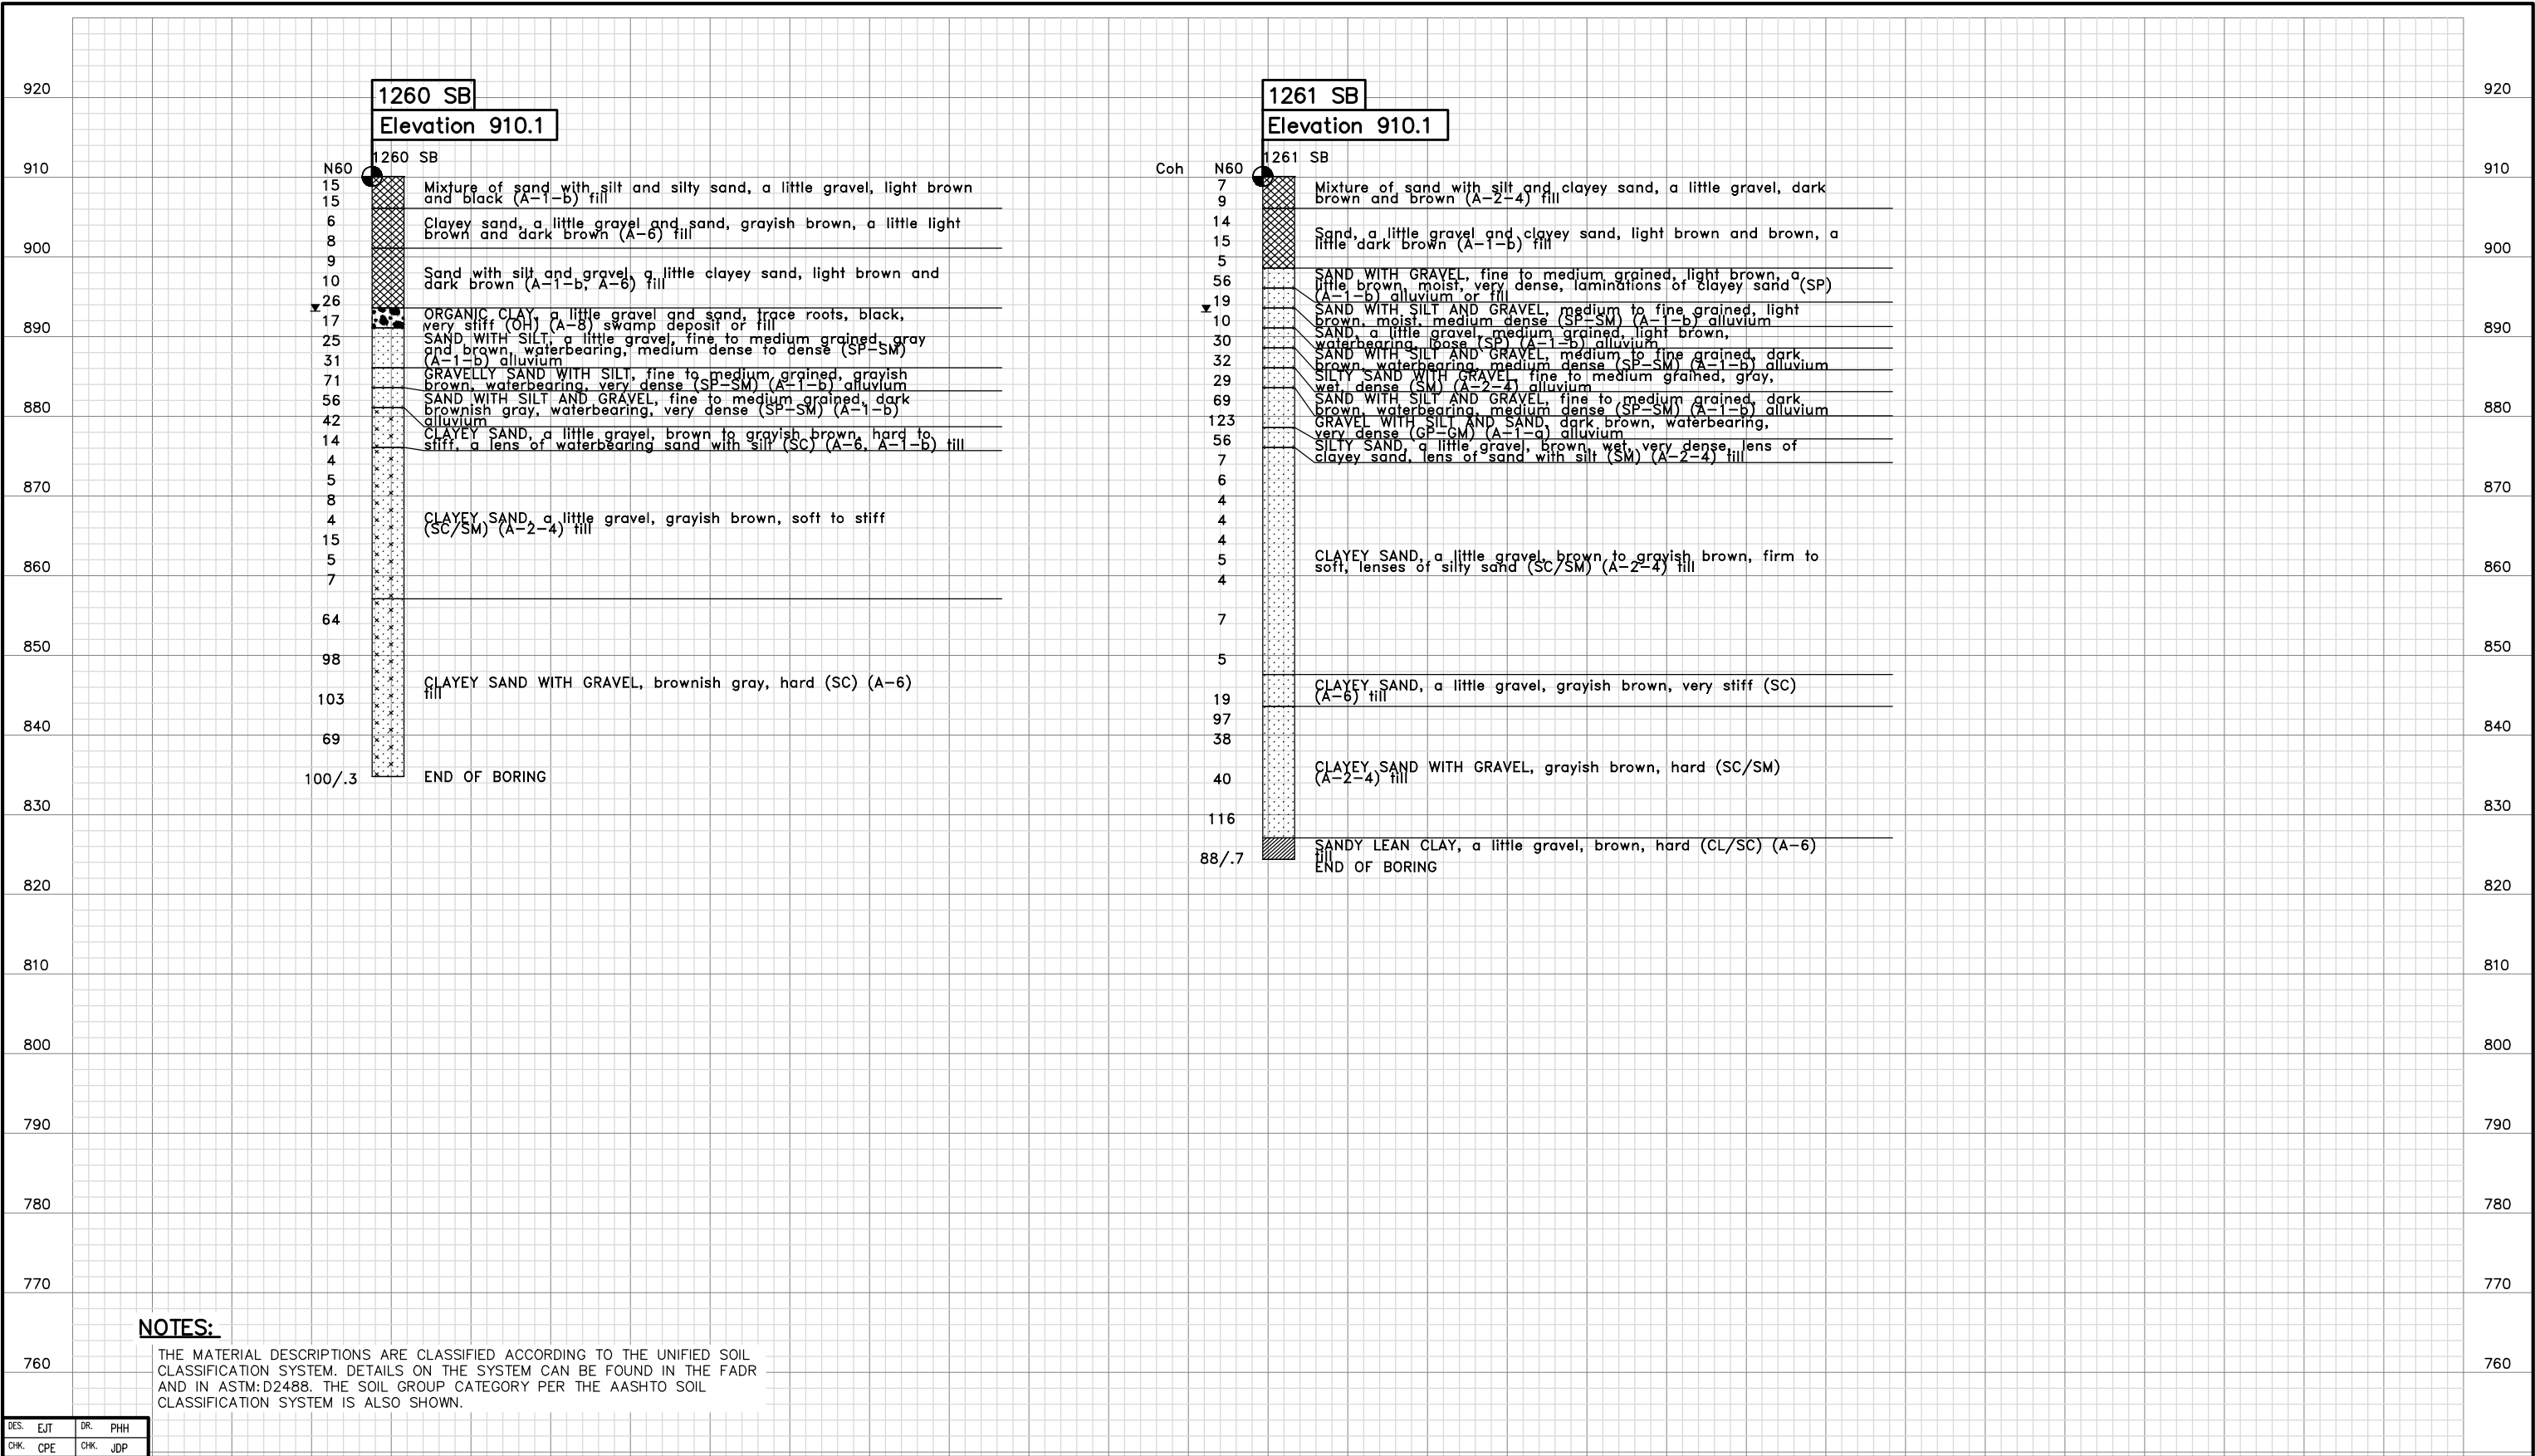 1260 SB
Elevation 910.1
1260 SB
N60
15
15
Mixture of sand with silt and silty sand, a little gravel, light brown
and black (A-1-b) fill
6
8
Clayey sand, a little gravel and sand, grayish brown, a little light
brown and dark brown (A-6) fill
9
10
26
Sand with silt and gravel, a little clayey sand, light brown and
dark brown (A-1-b, A-6) fill
17
ORGANIC CLAY, a little gravel and sand, trace roots, black,
very stiff (OH) (A-8) swamp deposit or fill
25
31
SAND WITH SILT, a little gravel, fine to medium grained, gray
and brown, waterbearing, medium dense to dense (SP-SM)
(A-1-b) alluvium
71
GRAVELLY SAND WITH SILT, fine to medium grained, grayish
brown, waterbearing, very dense (SP-SM) (A-1-b) alluvium
56
SAND WITH SILT AND GRAVEL, fine to medium grained, dark
brownish gray, waterbearing, very dense (SP-SM) (A-1-b)
alluvium
42
14
CLAYEY SAND, a little gravel, brown to grayish brown, hard to
stiff, a lens of waterbearing sand with silt (SC) (A-6, A-1-b) till
4
5
8
4
15
5
7
CLAYEY SAND, a little gravel, grayish brown, soft to stiff
(SC/SM) (A-2-4) till
64
98
103
69
CLAYEY SAND WITH GRAVEL, brownish gray, hard (SC) (A-6)
till
100/.3
END OF BORING
1261 SB
Elevation 910.1
1261 SB
Coh N60
7
9
Mixture of sand with silt and clayey sand, a little gravel, dark
brown and brown (A-2-4) fill
14
15
5
Sand, a little gravel and clayey sand, light brown and brown, a
little dark brown (A-1-b) fill
56
SAND WITH GRAVEL, fine to medium grained, light brown, a
little brown, moist, very dense, laminations of clayey sand (SP)
(A-1-b) alluvium or fill
19
SAND WITH SILT AND GRAVEL, medium to fine grained, light
brown, moist, medium dense (SP-SM) (A-1-b) alluvium
10
SAND, a little gravel, medium grained, light brown,
waterbearing, loose (SP) (A-1-b) alluvium
30
SAND WITH SILT AND GRAVEL, medium to fine grained, dark
brown, waterbearing, medium dense (SP-SM) (A-1-b) alluvium
32
SILTY SAND WITH GRAVEL, fine to medium grained, gray,
wet, dense (SM) (A-2-4) alluvium
29
SAND WITH SILT AND GRAVEL, fine to medium grained, dark
brown, waterbearing, medium dense (SP-SM) (A-1-b) alluvium
69
123
GRAVEL WITH SILT AND SAND, dark brown, waterbearing,
very dense (GP-GM) (A-1-a) alluvium
56
SILTY SAND, a little gravel, brown, wet, very dense, lens of
clayey sand, lens of sand with silt (SM) (A-2-4) till
7
6
4
4
4
5
4
7
5
CLAYEY SAND, a little gravel, brown to grayish brown, firm to
soft, lenses of silty sand (SC/SM) (A-2-4) till
19
CLAYEY SAND, a little gravel, grayish brown, very stiff (SC)
(A-6) till
97
38
40
116
CLAYEY SAND WITH GRAVEL, grayish brown, hard (SC/SM)
(A-2-4) till
88/.7
SANDY LEAN CLAY, a little gravel, brown, hard (CL/SC) (A-6)
till
END OF BORING
920 920
910 910
900 900
890 890
880 880
870 870
860 860
850 850
840 840
830 830
820 820
810 810
800 800
790 790
780 780
770 770
760 760
NOTES:
THE MATERIAL DESCRIPTIONS ARE CLASSIFIED ACCORDING TO THE UNIFIED SOIL
CLASSIFICATION SYSTEM. DETAILS ON THE SYSTEM CAN BE FOUND IN THE FADR
AND IN ASTM:D2488. THE SOIL GROUP CATEGORY PER THE AASHTO SOIL
CLASSIFICATION SYSTEM IS ALSO SHOWN.
DES. EJT DR. PHH
CHK. CPE CHK. JDP